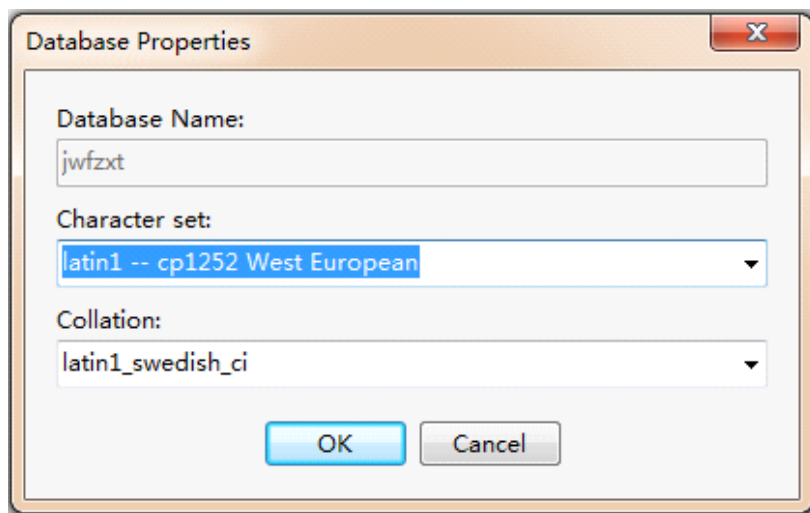 Database Properties
Database Name:
jwfzxt
Character set:
latin1 -- cp1252 West European
Collation:
latin1_swedish_ci
OK Cancel